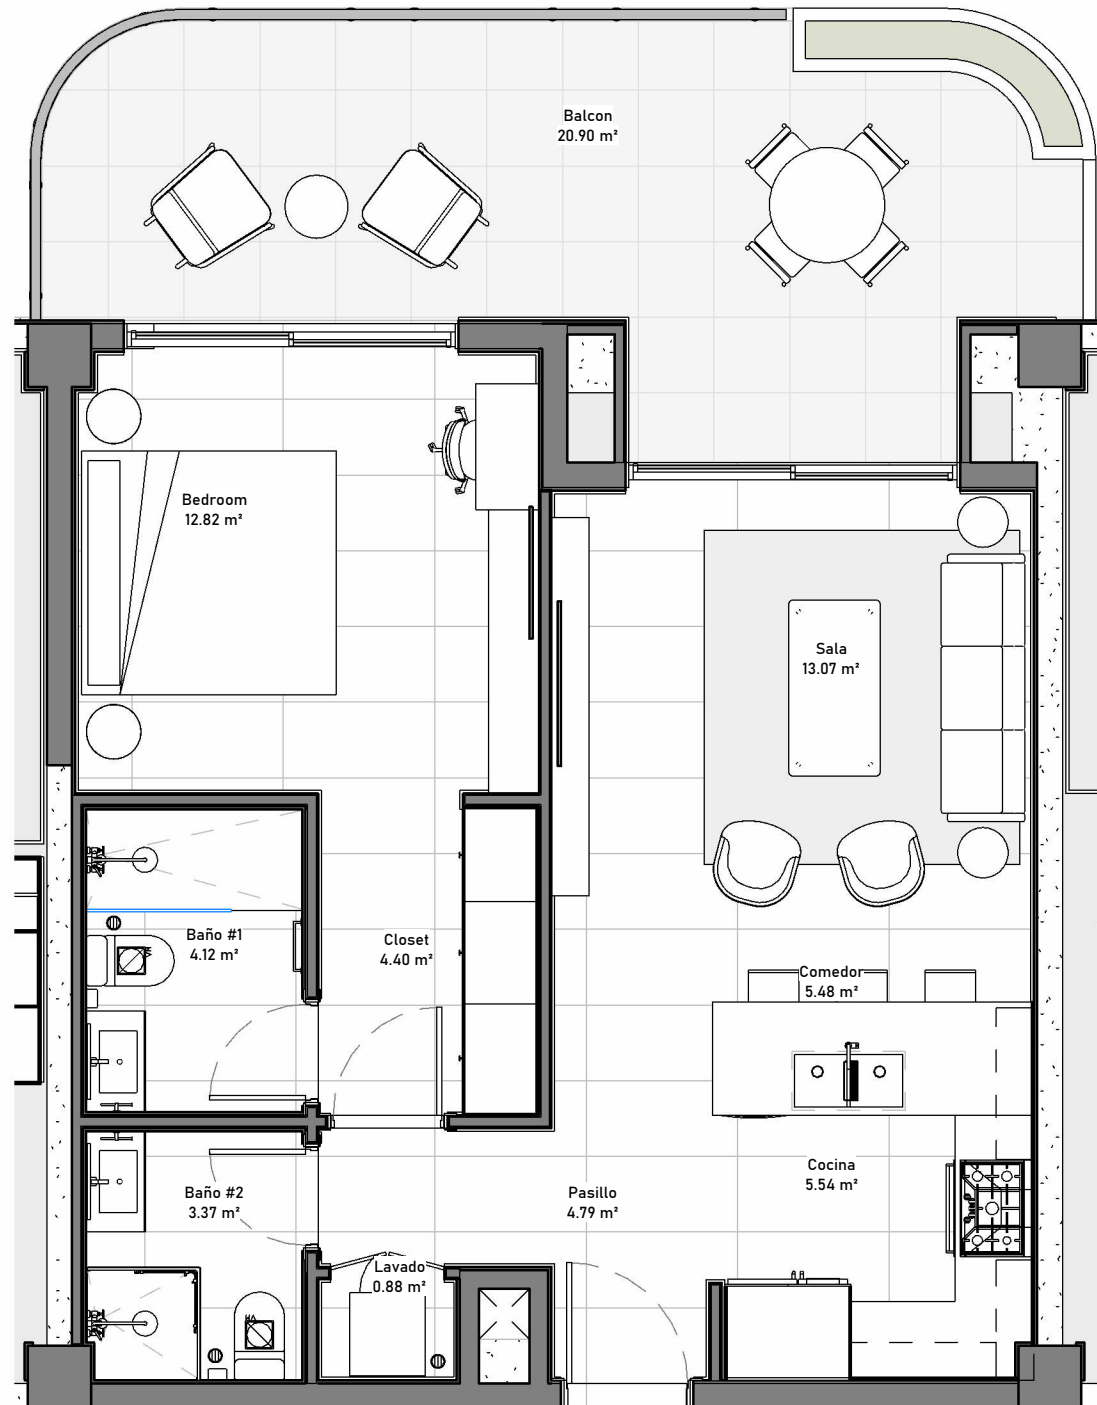 Balcon
20.90 m²
Bedroom
12.82 m²
Sala
13.07 m²
Baño #1
4.12 m²
Closet
4.40 m²
Comedor
5.48 m²
Cocina
5.54 m²
Baño #2
3.37 m²
Pasillo
4.79 m²
Lavado
0.88 m²